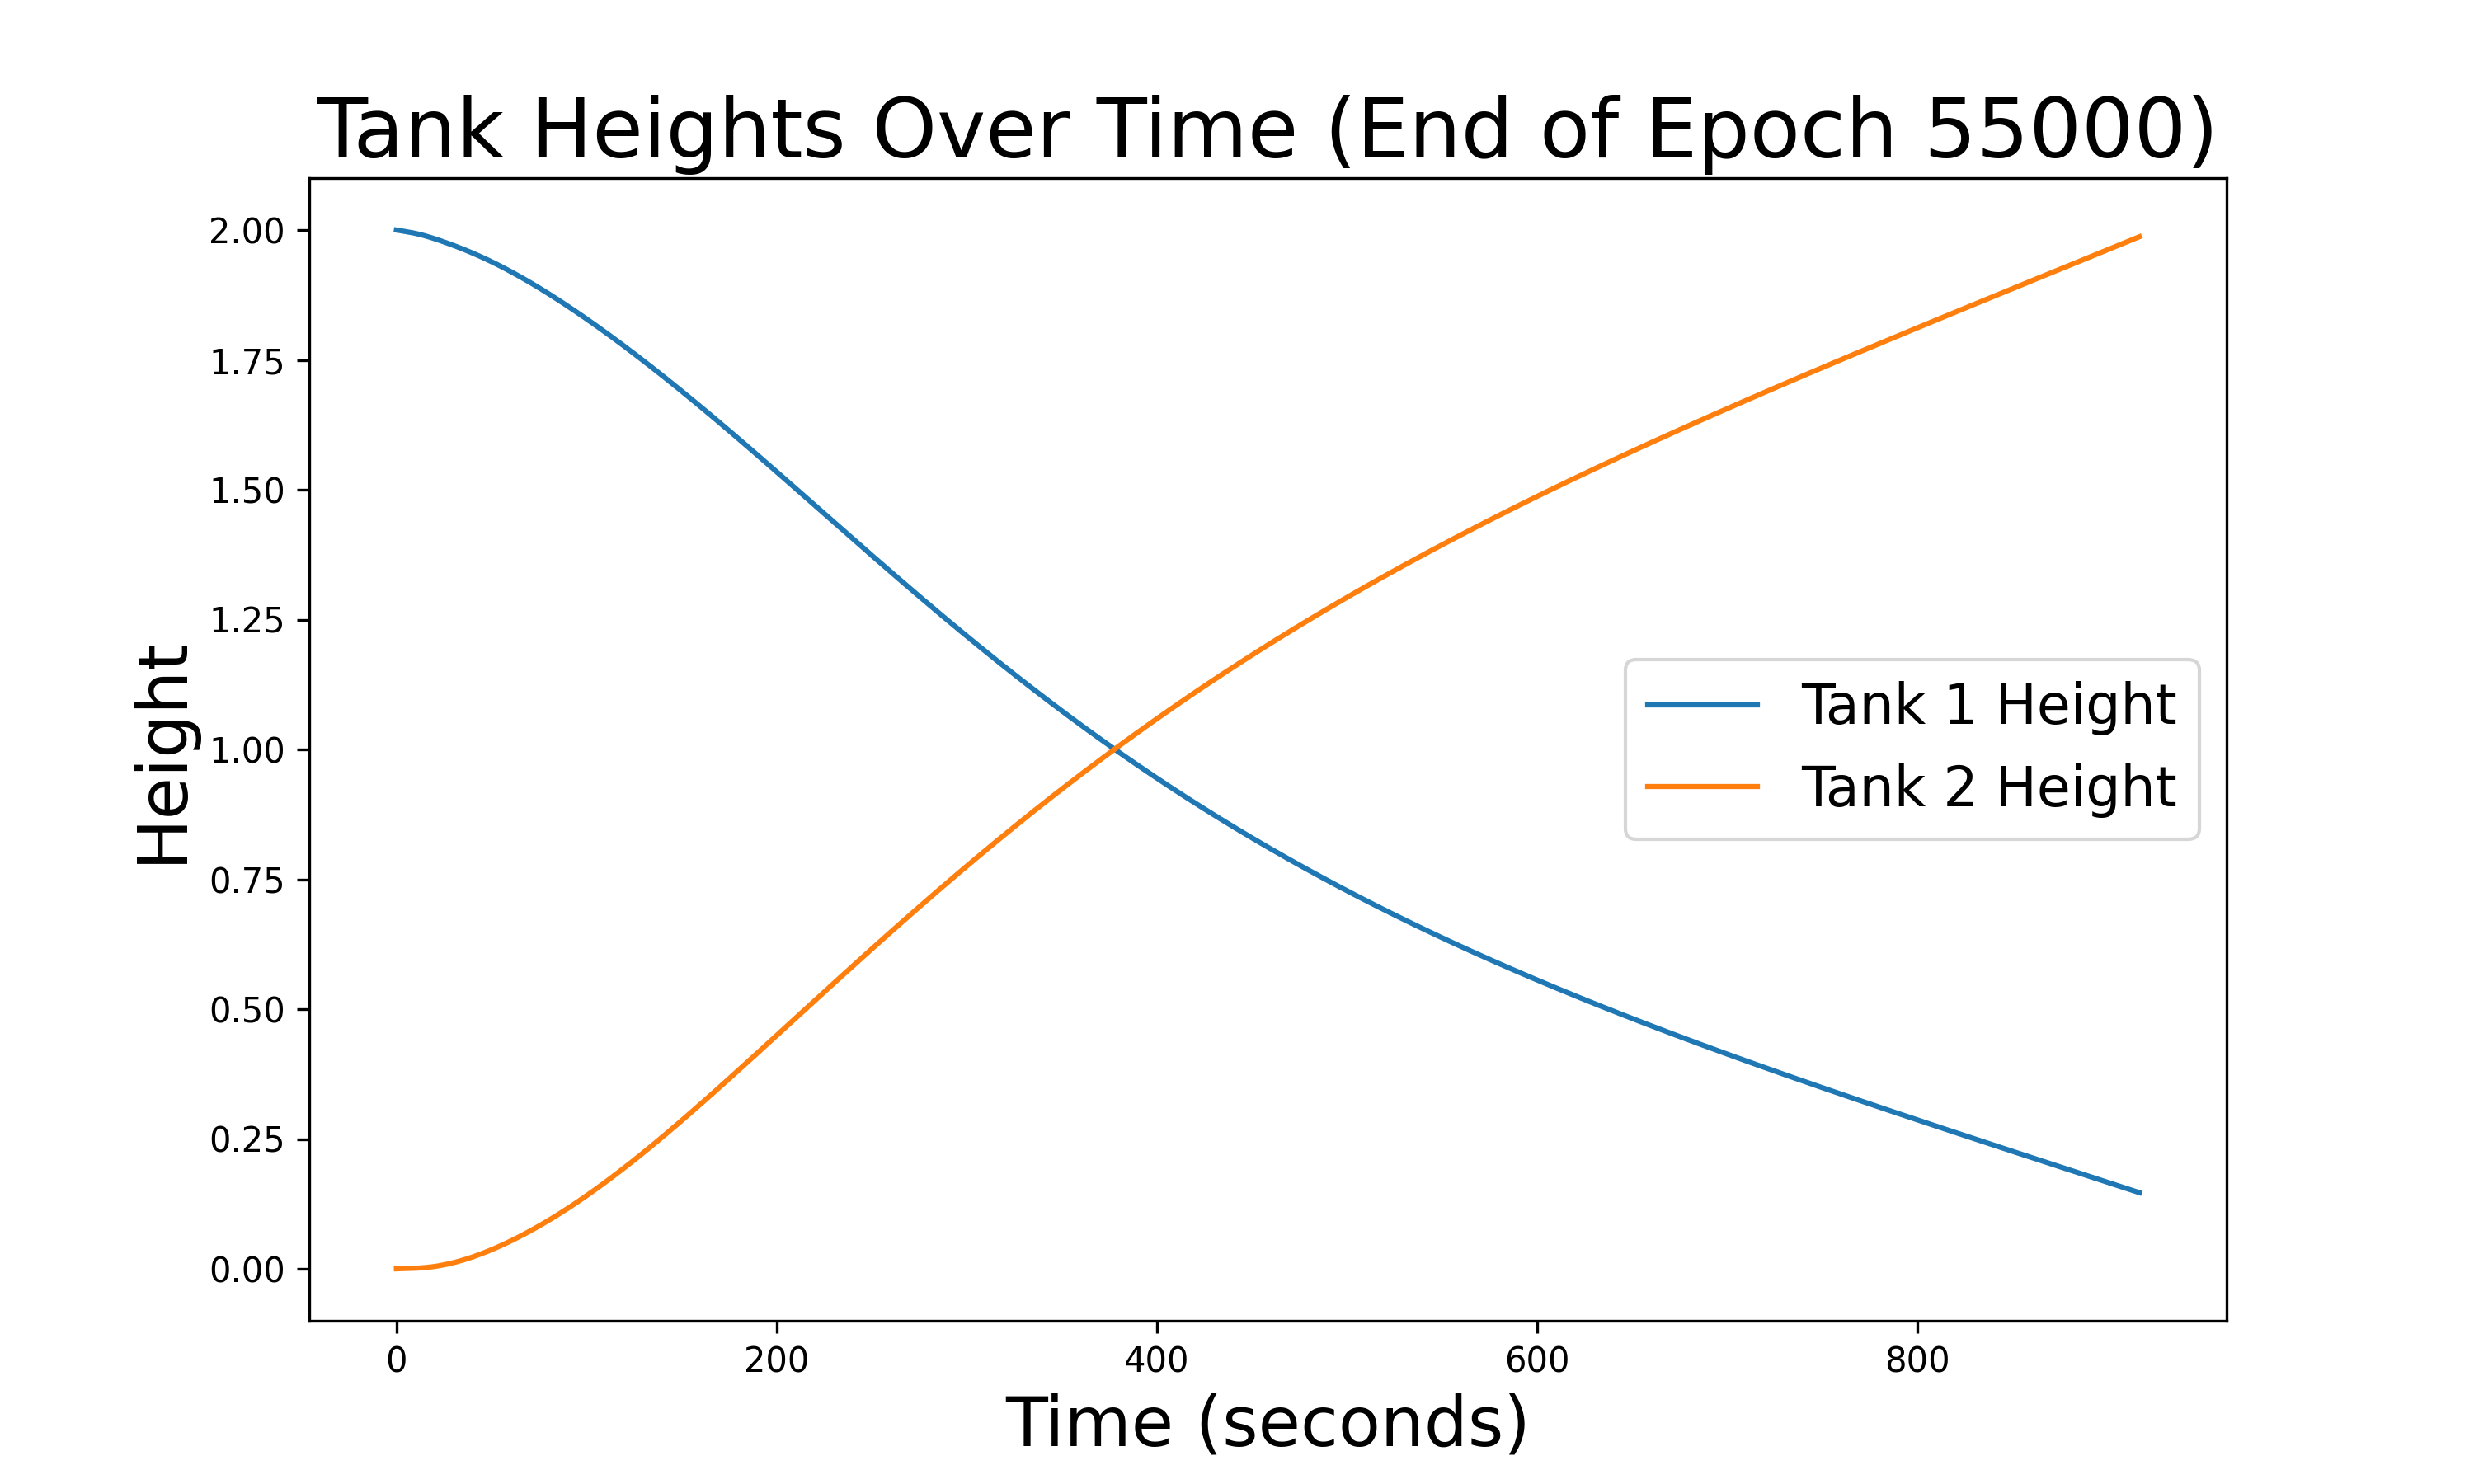 Tank Heights Over Time (End of Epoch 55000)
2.00
1.75
1.50
1.25
1.00
0.75
0.50
0.25
0.00
Height
Tank 1 Height
Tank 2 Height
0 200 400 600 800
Time (seconds)